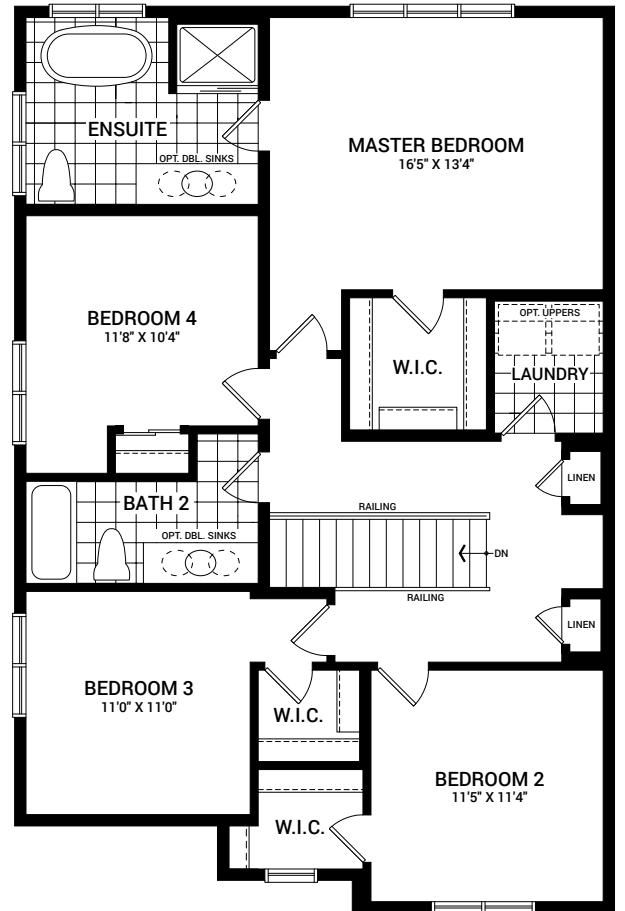 ENSUITE
OPT. DBL. SINKS
MASTER BEDROOM
16'5" X 13'4"
BEDROOM 4
11'8" X 10'4"
W.I.C.
OPT. UPPERS
LAUNDRY
LINEN
BATH 2
OPT. DBL. SINKS
RAILING
DN
RAILING
LINEN
BEDROOM 3
11'0" X 11'0"
W.I.C.
BEDROOM 2
11'5" X 11'4"
W.I.C.